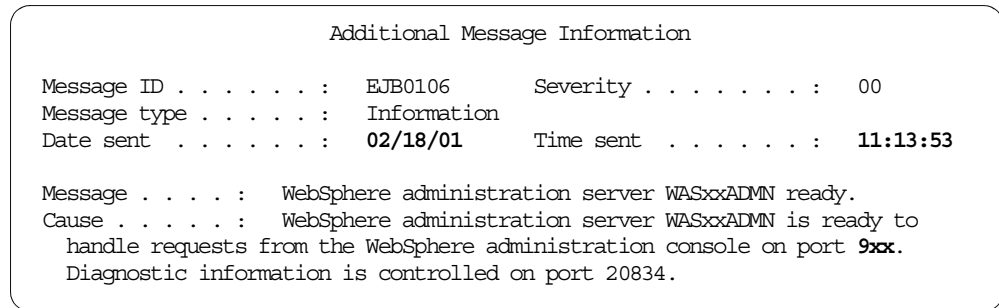 Additional Message Information
Message ID . . . . . . : EJB0106 Severity . . . . . . . : 00
Message type . . . . . : Information
Date sent . . . . . . : 02/18/01 Time sent . . . . . . : 11:13:53
Message . . . . : WebSphere administration server WASxxADMN ready.
Cause . . . . . : WebSphere administration server WASxxADMN is ready to
handle requests from the WebSphere administration console on port 9xx.
Diagnostic information is controlled on port 20834.